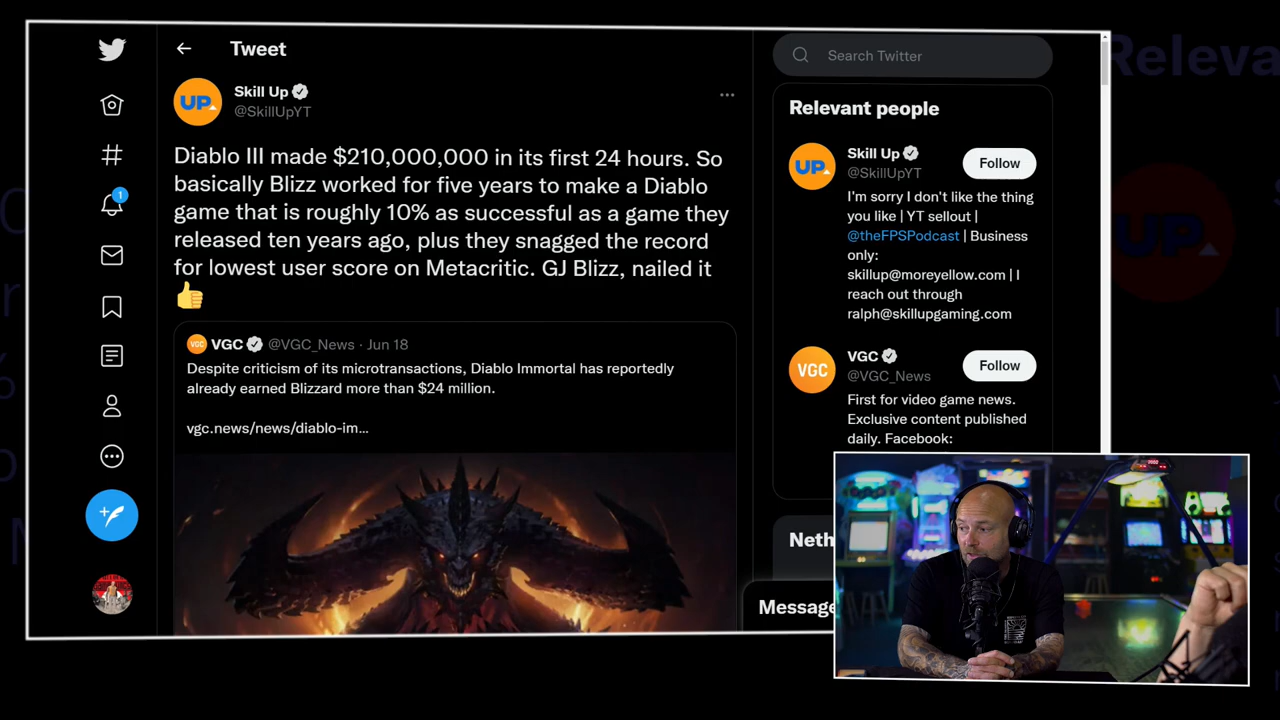 Tweet
Skill Up
@SkillUpYT
Diablo III made $210,000,000 in its first 24 hours. So
basically Blizz worked for five years to make a Diablo
game that is roughly 10% as successful as a game they
released ten years ago, plus they snagged the record
for lowest user score on Metacritic. GJ Blizz, nailed it
👍
VGC @VGC_News · Jun 18
Despite criticism of its microtransactions, Diablo Immortal has reportedly
already earned Blizzard more than $24 million.
vgc.news/news/diablo-im...
1
UP
Search Twitter
Relevant people
UP
Skill Up
@SkillUpYT
Follow
I'm sorry I don't like the thing
you like | YT sellout |
@theFPSPodcast | Business
only:
skillup@moreyellow.com | I
reach out through
ralph@skillupgaming.com
VGC
VGC
@VGC_News
Follow
First for video game news.
Exclusive content published
daily. Facebook:
Neth
Message
Releva
UP